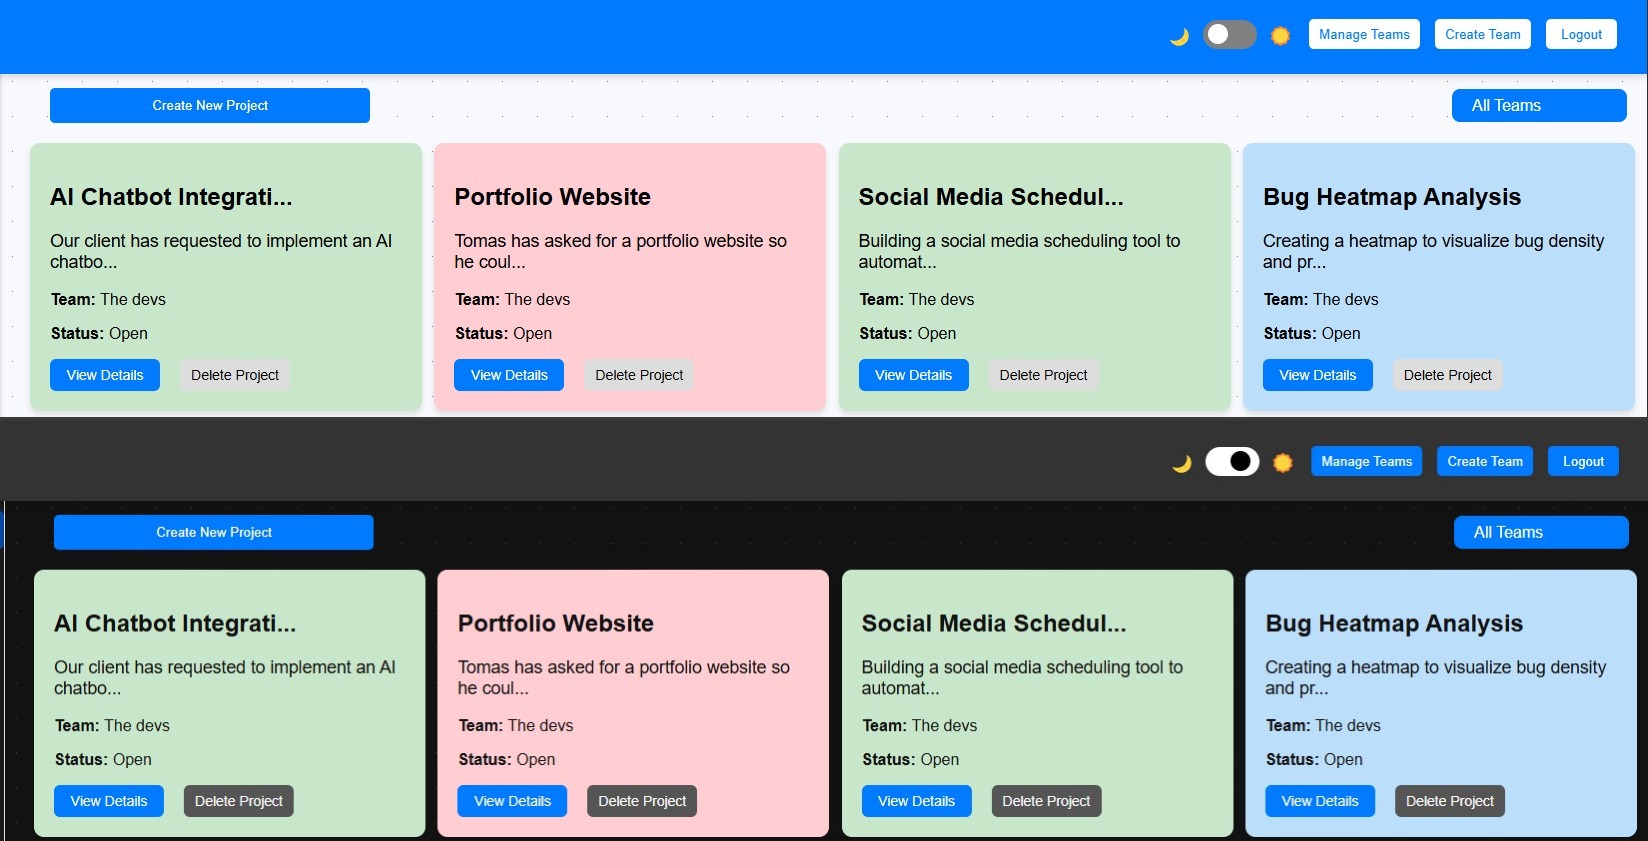 Manage Teams
Create Team
Logout
Create New Project
All Teams
AI Chatbot Integrati...
Our client has requested to implement an AI
chatbo...
Team: The devs
Status: Open
View Details
Delete Project
Portfolio Website
Tomas has asked for a portfolio website so
he coul...
Team: The devs
Status: Open
View Details
Delete Project
Social Media Schedul...
Building a social media scheduling tool to
automat...
Team: The devs
Status: Open
View Details
Delete Project
Bug Heatmap Analysis
Creating a heatmap to visualize bug density
and pr...
Team: The devs
Status: Open
View Details
Delete Project
Manage Teams
Create Team
Logout
Create New Project
All Teams
AI Chatbot Integrati...
Our client has requested to implement an AI
chatbo...
Team: The devs
Status: Open
View Details
Delete Project
Portfolio Website
Tomas has asked for a portfolio website so
he coul...
Team: The devs
Status: Open
View Details
Delete Project
Social Media Schedul...
Building a social media scheduling tool to
automat...
Team: The devs
Status: Open
View Details
Delete Project
Bug Heatmap Analysis
Creating a heatmap to visualize bug density
and pr...
Team: The devs
Status: Open
View Details
Delete Project